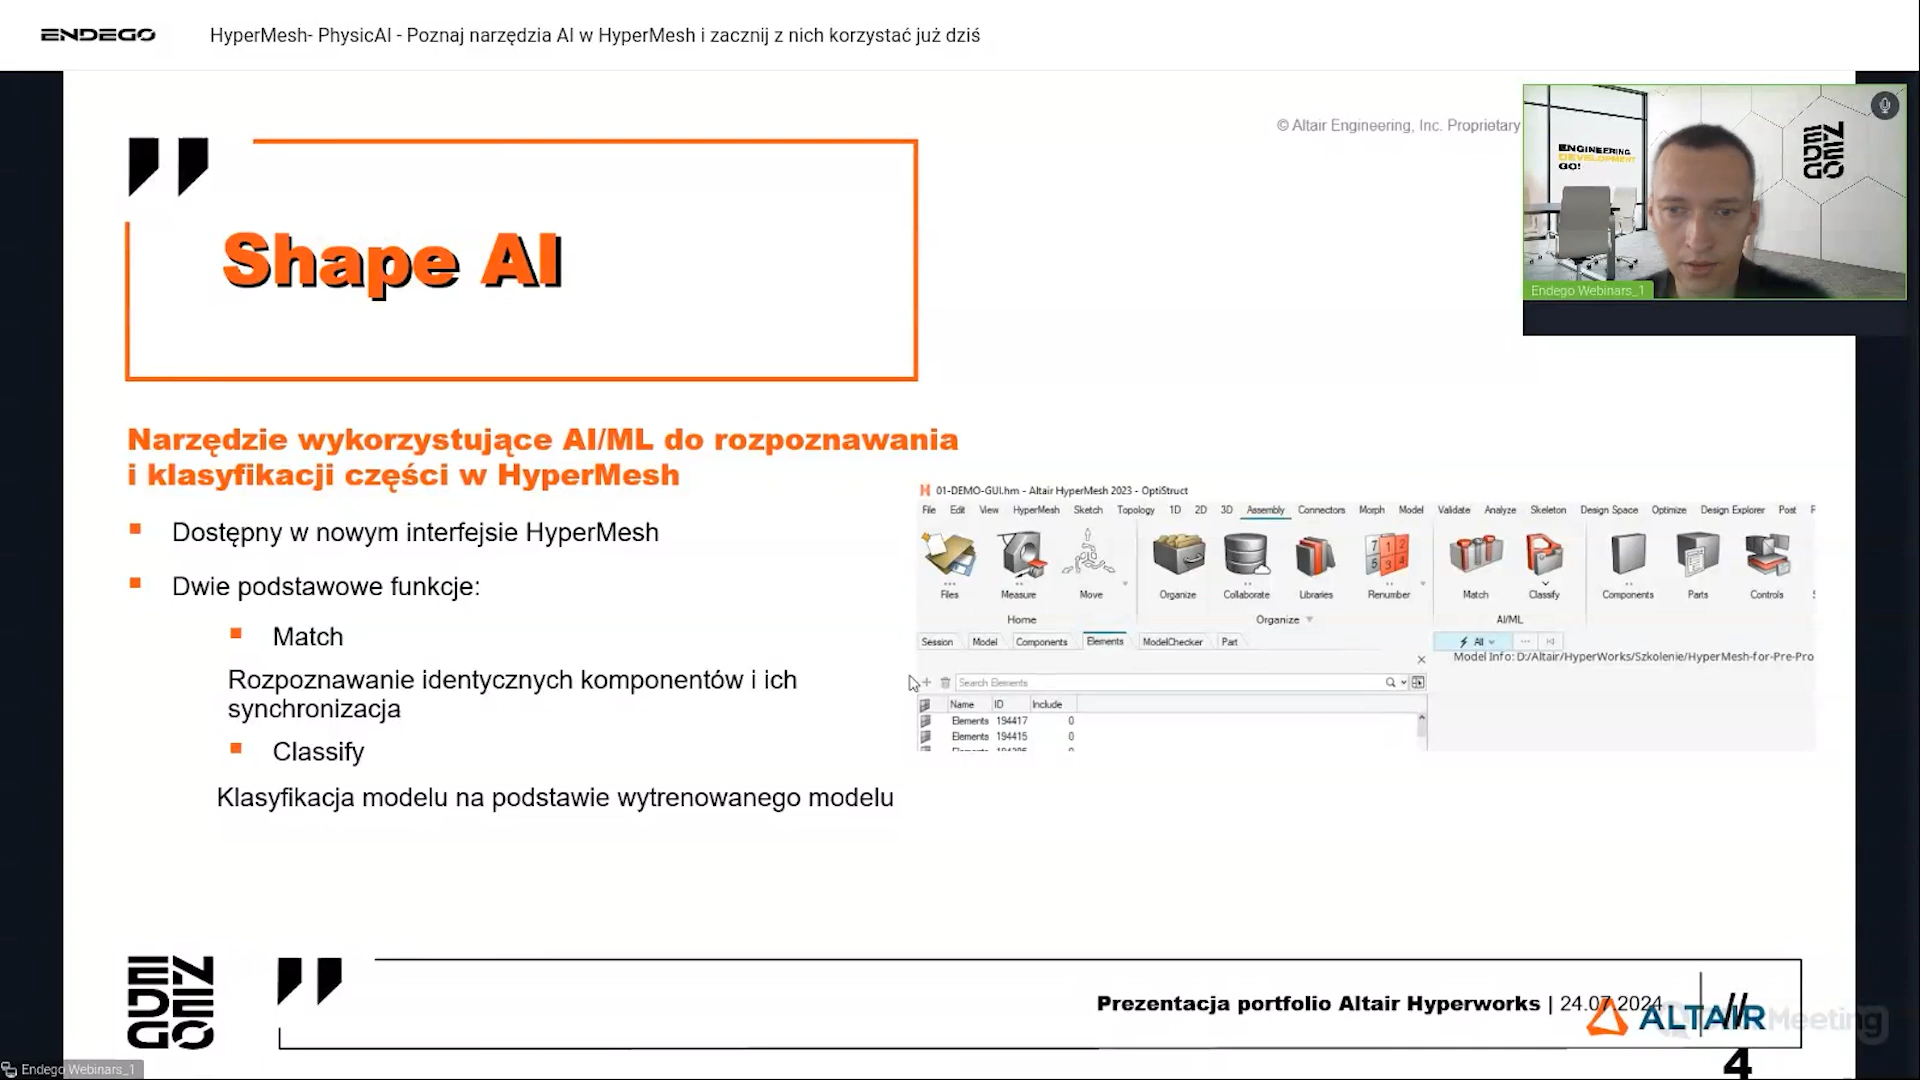 ENDEGO
HyperMesh- PhysicAI - Poznaj narzędzia AI w HyperMesh i zacznij z nich korzystać już dziś
© Altair Engineering, Inc. Proprietary
ENGINEERING
DEVELOPMENT
GO!
ENDEGO
Endego Webinars_1
Shape AI
Narzędzie wykorzystujące AI/ML do rozpoznawania
i klasyfikacji części w HyperMesh
Dostępny w nowym interfejsie HyperMesh
Dwie podstawowe funkcje:
Match
Rozpoznawanie identycznych komponentów i ich
synchronizacja
Classify
Klasyfikacja modelu na podstawie wytrenowanego modelu
01-DEMO-GUI.hm - Altair HyperMesh 2023 - OptiStruct
File Edit View HyperMesh Sketch Topology 1D 2D 3D Assembly Connectors Morph Model Validate Analyze Skeleton Design Space Optimize Design Explorer Post
Files Measure Move Organize Collaborate Libraries Renumber Match Classify Components Parts Controls
Home Organize AI/ML
Session Model Components Elements ModelChecker Part All
Model Info: D:/Altair/HyperWorks/Szkolenie/HyperMesh-for-Pre-Pro
Search Elements
Name ID Include
Elements 194417 0
Elements 194415 0
ENDEGO
Prezentacja portfolio Altair Hyperworks | 24.07.2024
ALTAIR
Meeting
4
Endego Webinars_1